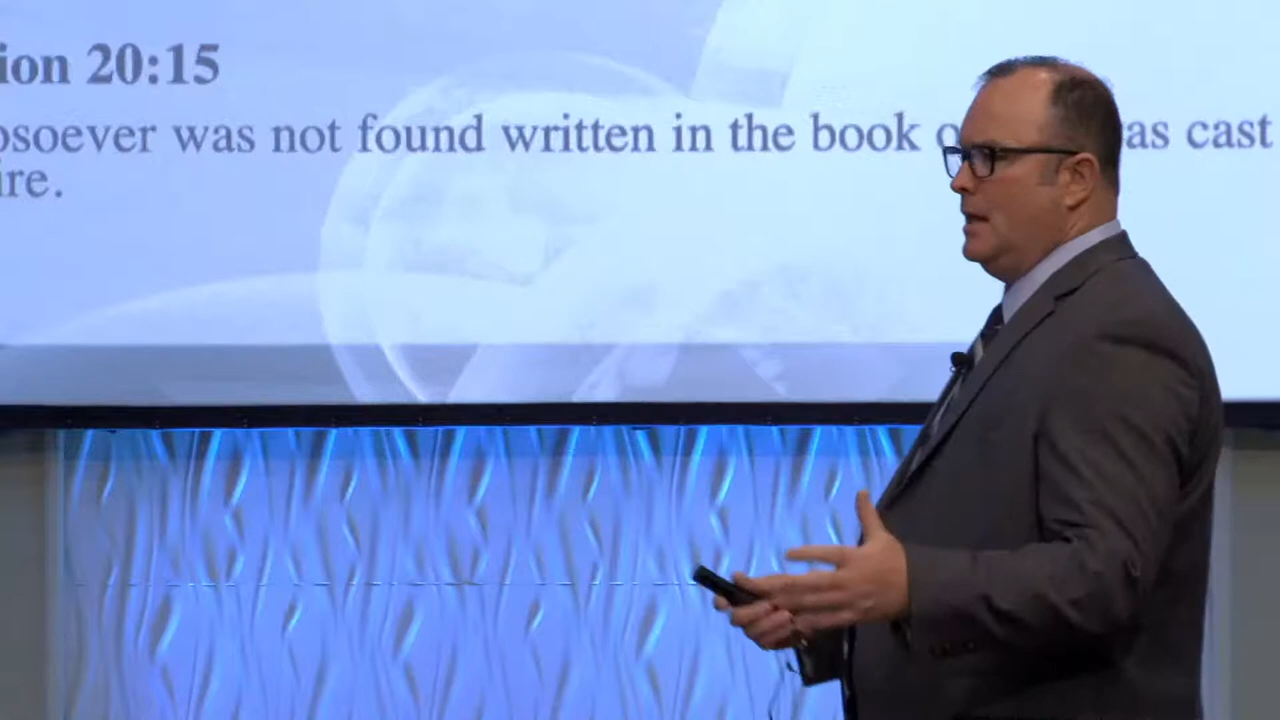 ion 20:15
osoever was not found written in the book o as cast
ire.